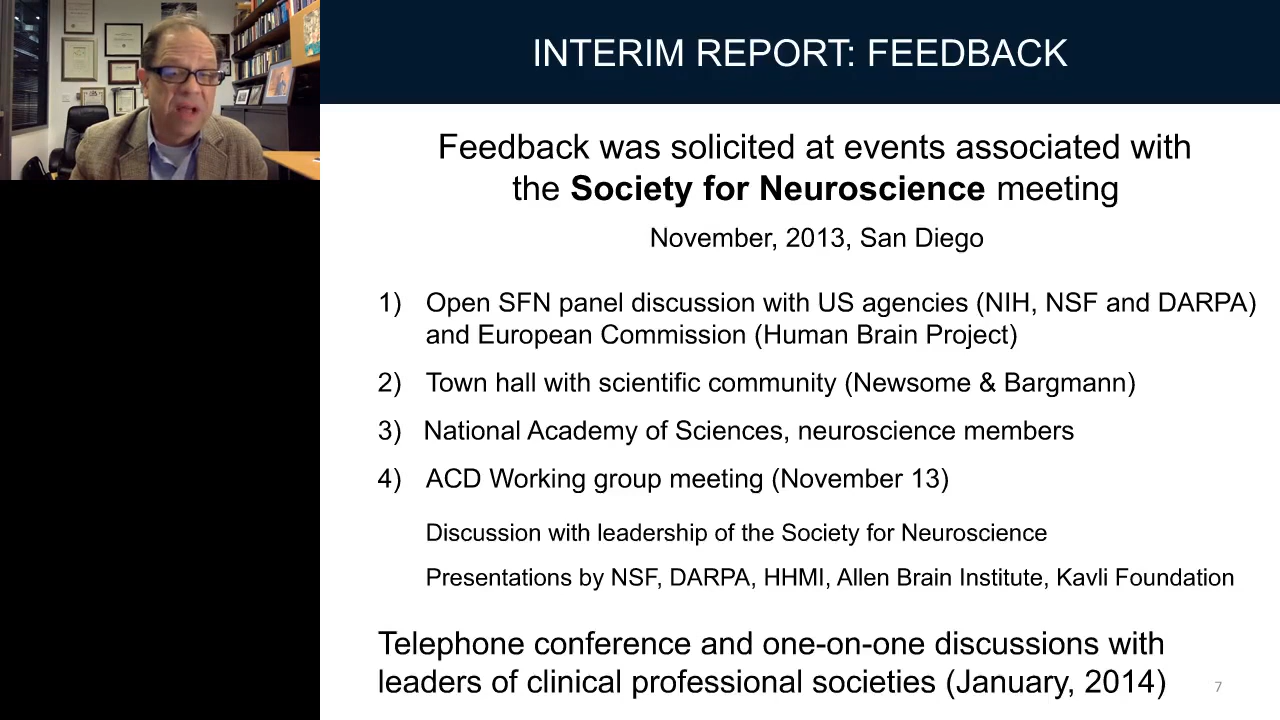 INTERIM REPORT: FEEDBACK
Feedback was solicited at events associated with
the Society for Neuroscience meeting
November, 2013, San Diego
1) Open SFN panel discussion with US agencies (NIH, NSF and DARPA)
and European Commission (Human Brain Project)
2) Town hall with scientific community (Newsome & Bargmann)
3) National Academy of Sciences, neuroscience members
4) ACD Working group meeting (November 13)
Discussion with leadership of the Society for Neuroscience
Presentations by NSF, DARPA, HHMI, Allen Brain Institute, Kavli Foundation
Telephone conference and one-on-one discussions with
leaders of clinical professional societies (January, 2014)
7